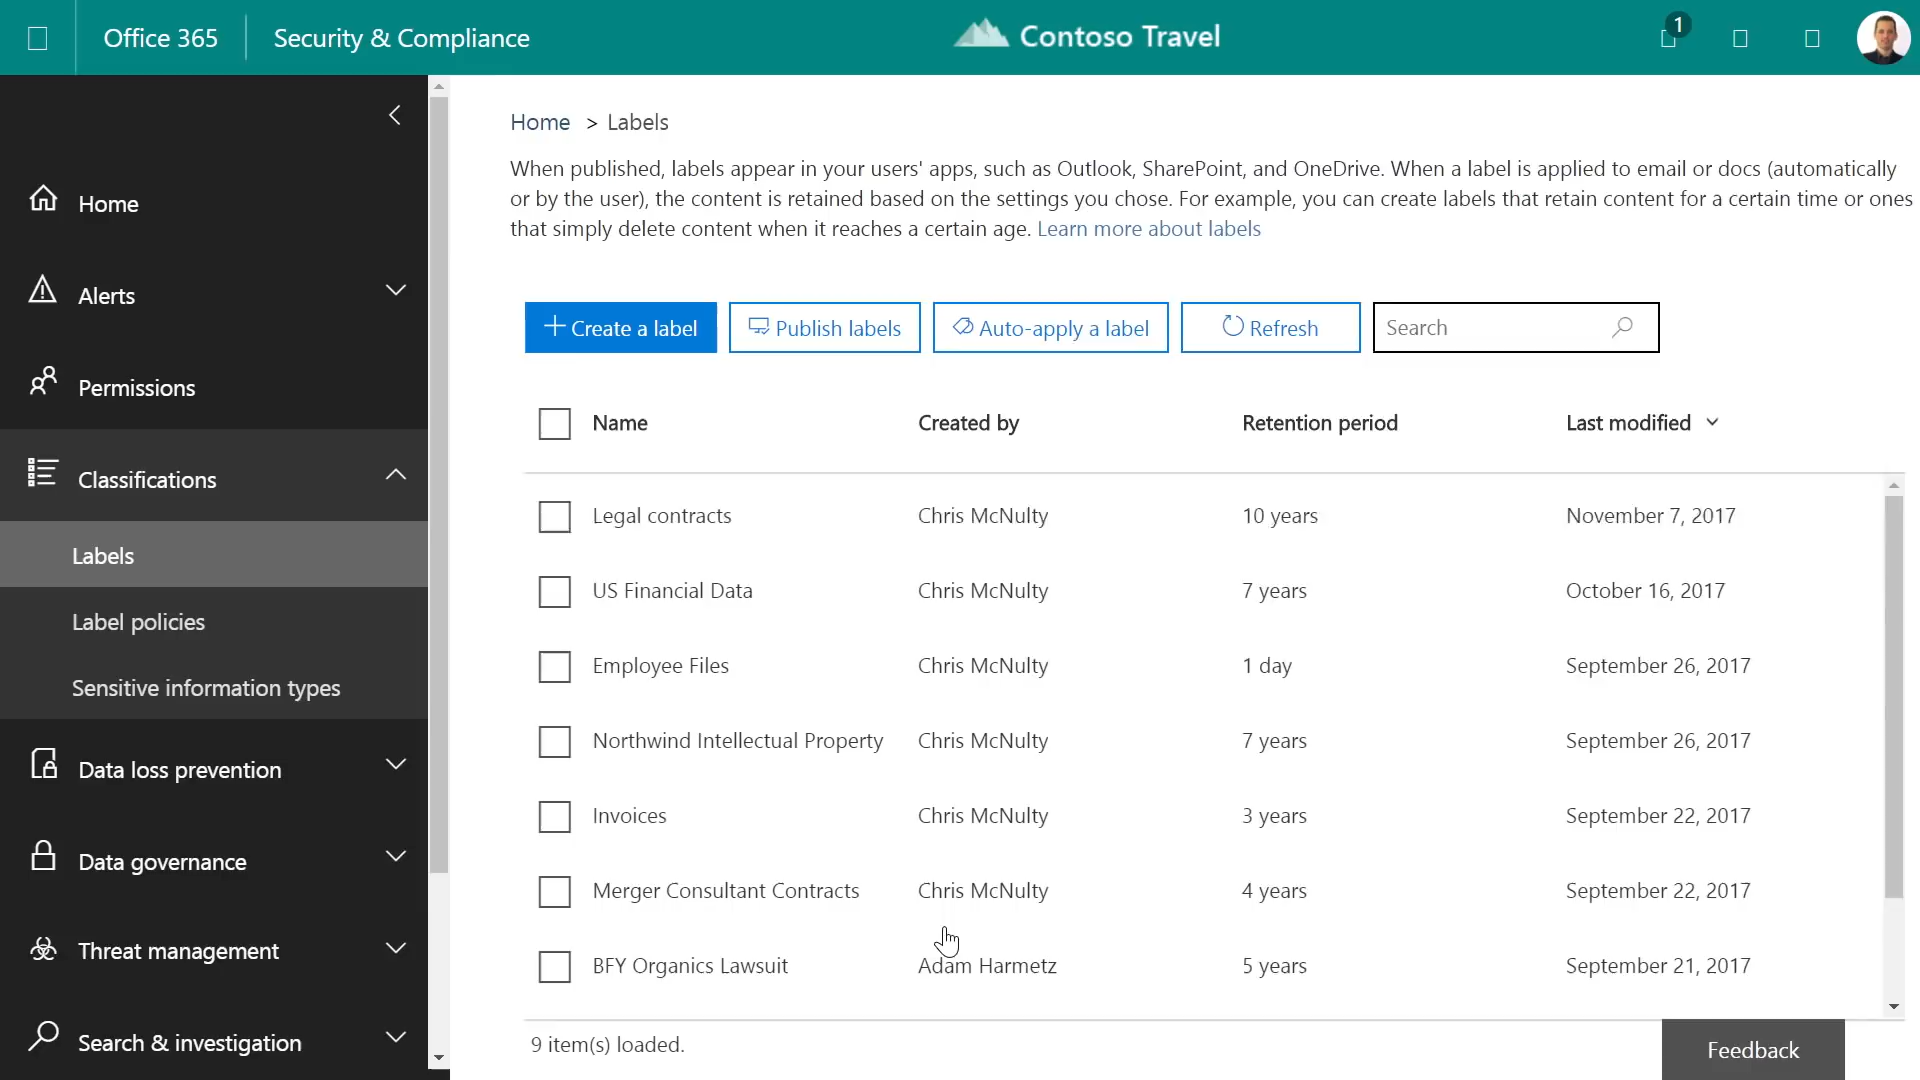 Office 365
Security & Compliance
Contoso Travel
1
Home
Alerts
Permissions
Classifications
Labels
Label policies
Sensitive information types
Data loss prevention
Data governance
Threat management
Search & investigation
Home > Labels
When published, labels appear in your users' apps, such as Outlook, SharePoint, and OneDrive. When a label is applied to email or docs (automatically
or by the user), the content is retained based on the settings you chose. For example, you can create labels that retain content for a certain time or ones
that simply delete content when it reaches a certain age. Learn more about labels
Create a label
Publish labels
Auto-apply a label
Refresh
Search
Name Created by Retention period Last modified
Legal contracts Chris McNulty 10 years November 7, 2017
US Financial Data Chris McNulty 7 years October 16, 2017
Employee Files Chris McNulty 1 day September 26, 2017
Northwind Intellectual Property Chris McNulty 7 years September 26, 2017
Invoices Chris McNulty 3 years September 22, 2017
Merger Consultant Contracts Chris McNulty 4 years September 22, 2017
BFY Organics Lawsuit Adam Harmetz 5 years September 21, 2017
9 item(s) loaded.
Feedback